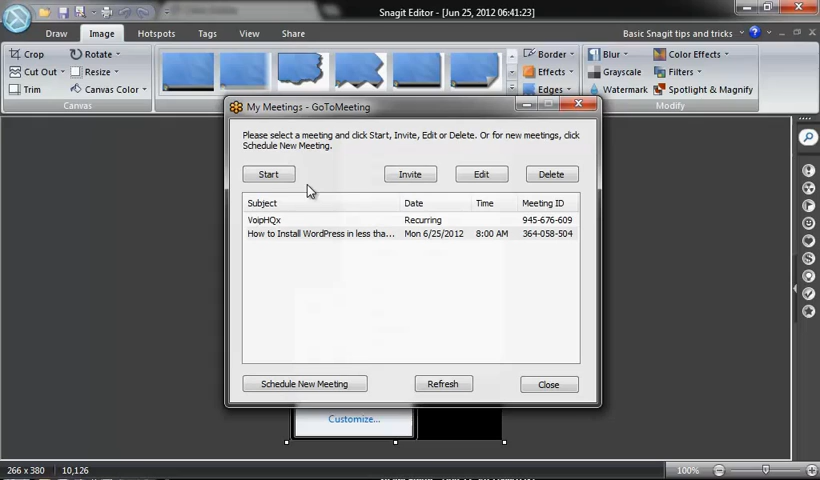 Snagit Editor - [Jun 25, 2012 06:41:23]
Draw Image Hotspots Tags View Share Basic Snagit tips and tricks
Crop Rotate Border Blur Color Effects
Cut Out Resize Effects Grayscale Filters
Trim Canvas Color Edges Watermark Spotlight & Magnify
Canvas Modify
My Meetings - GoToMeeting
Please select a meeting and click Start, Invite, Edit or Delete. Or for new meetings, click
Schedule New Meeting.
Start Invite Edit Delete
Subject Date Time Meeting ID
VoipHQx Recurring 945-676-609
How to Install WordPress in less tha... Mon 6/25/2012 8:00 AM 364-058-504
Schedule New Meeting Refresh Close
Customize...
266 x 380 10,126 100%